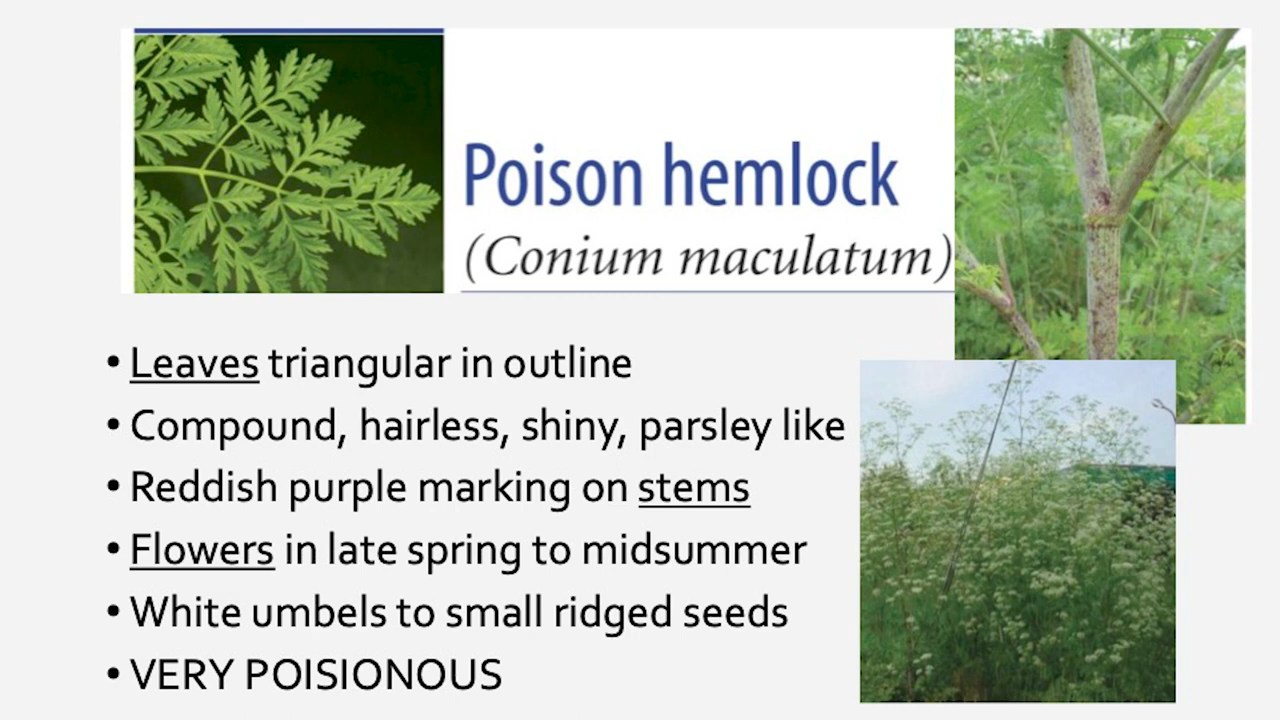 Poison hemlock
(Conium maculatum)
• Leaves triangular in outline
• Compound, hairless, shiny, parsley like
• Reddish purple marking on stems
• Flowers in late spring to midsummer
• White umbels to small ridged seeds
• VERY POISIONOUS